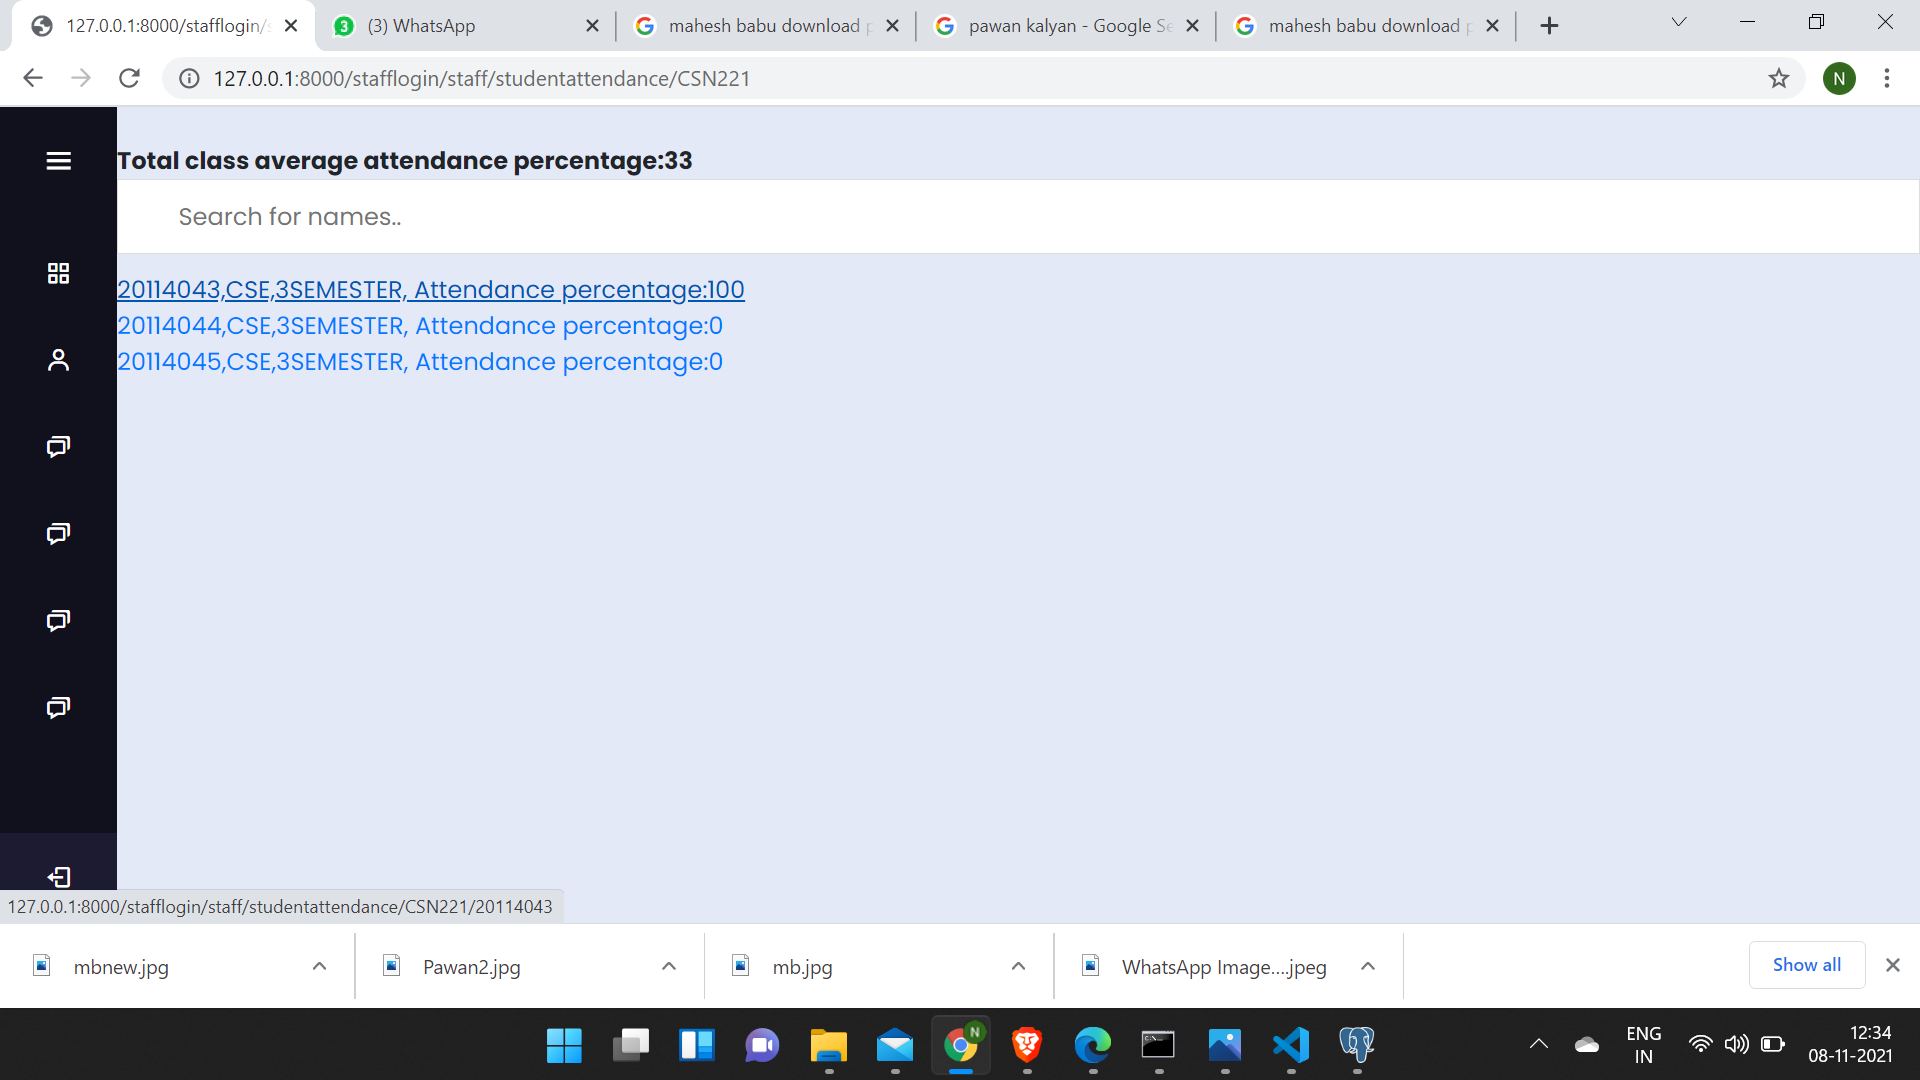 127.0.0.1:8000/stafflogin/s
3
(3) WhatsApp
mahesh babu download p
pawan kalyan - Google Se
mahesh babu download p
127.0.0.1:8000/stafflogin/staff/studentattendance/CSN221
N
Total class average attendance percentage:33
Search for names..
20114043,CSE,3SEMESTER, Attendance percentage:100
20114044,CSE,3SEMESTER, Attendance percentage:0
20114045,CSE,3SEMESTER, Attendance percentage:0
127.0.0.1:8000/stafflogin/staff/studentattendance/CSN221/20114043
mbnew.jpg
Pawan2.jpg
mb.jpg
WhatsApp Image....jpeg
Show all
N
ENG
IN
12:34
08-11-2021